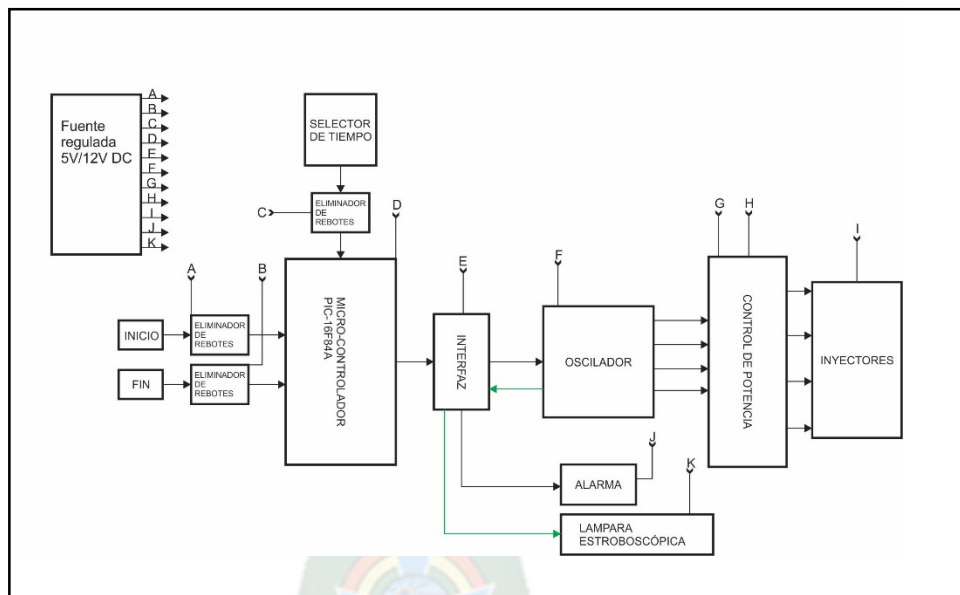 Fuente
regulada
5V/12V DC
A
B
C
D
E
F
G
H
I
J
K
SELECTOR
DE TIEMPO
C
ELIMINADOR
DE
REBOTES
D
G
H
I
A
B
E
F
INICIO
ELIMINADOR
DE
REBOTES
FIN
ELIMINADOR
DE
REBOTES
MICRO-CONTROLADOR
PIC-16F84A
INTERFAZ
OSCILADOR
CONTROL DE POTENCIA
INYECTORES
J
ALARMA
K
LAMPARA
ESTROBOSCÓPICA